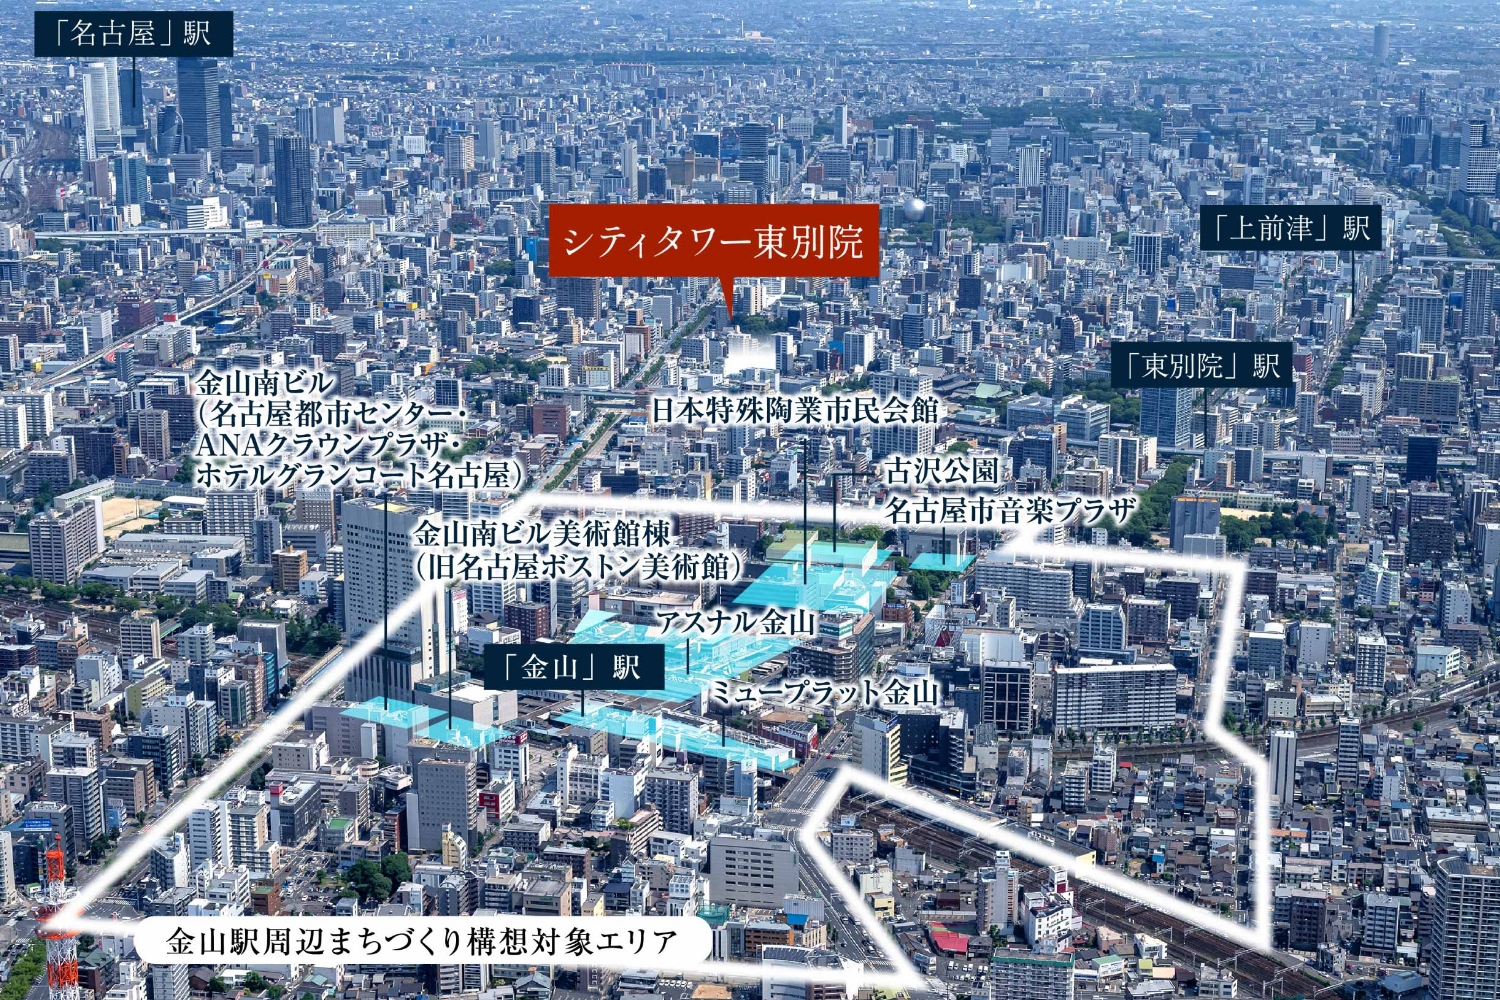 「名古屋」駅
シティタワー東別院
「上前津」駅
「東別院」駅
金山南ビル
（名古屋都市センター・
ANAクラウンプラザ・
ホテルグランコート名古屋）
日本特殊陶業市民会館
古沢公園
名古屋市音楽プラザ
金山南ビル美術館棟
（旧名古屋ボストン美術館）
アスナル金山
「金山」駅
ミュープラット金山
金山駅周辺まちづくり構想対象エリア